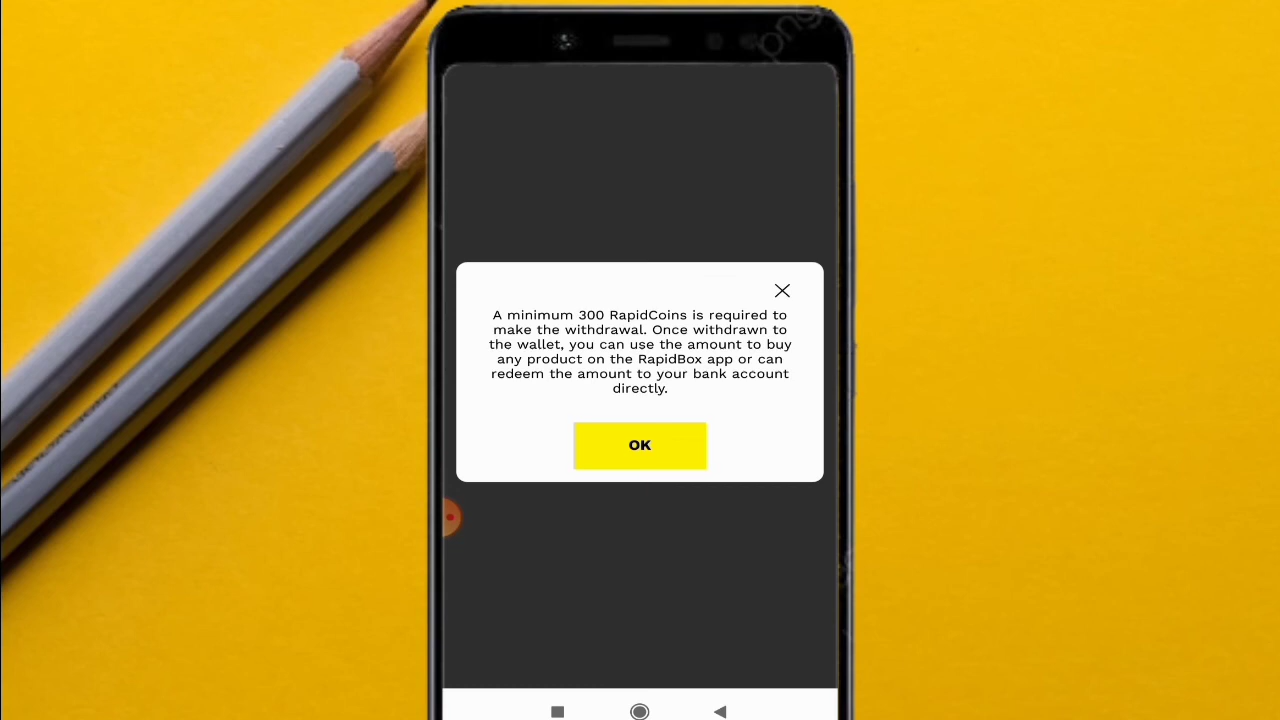 A minimum 300 RapidCoins is required to
make the withdrawal. Once withdrawn to
the wallet, you can use the amount to buy
any product on the RapidBox app or can
redeem the amount to your bank account
directly.
OK